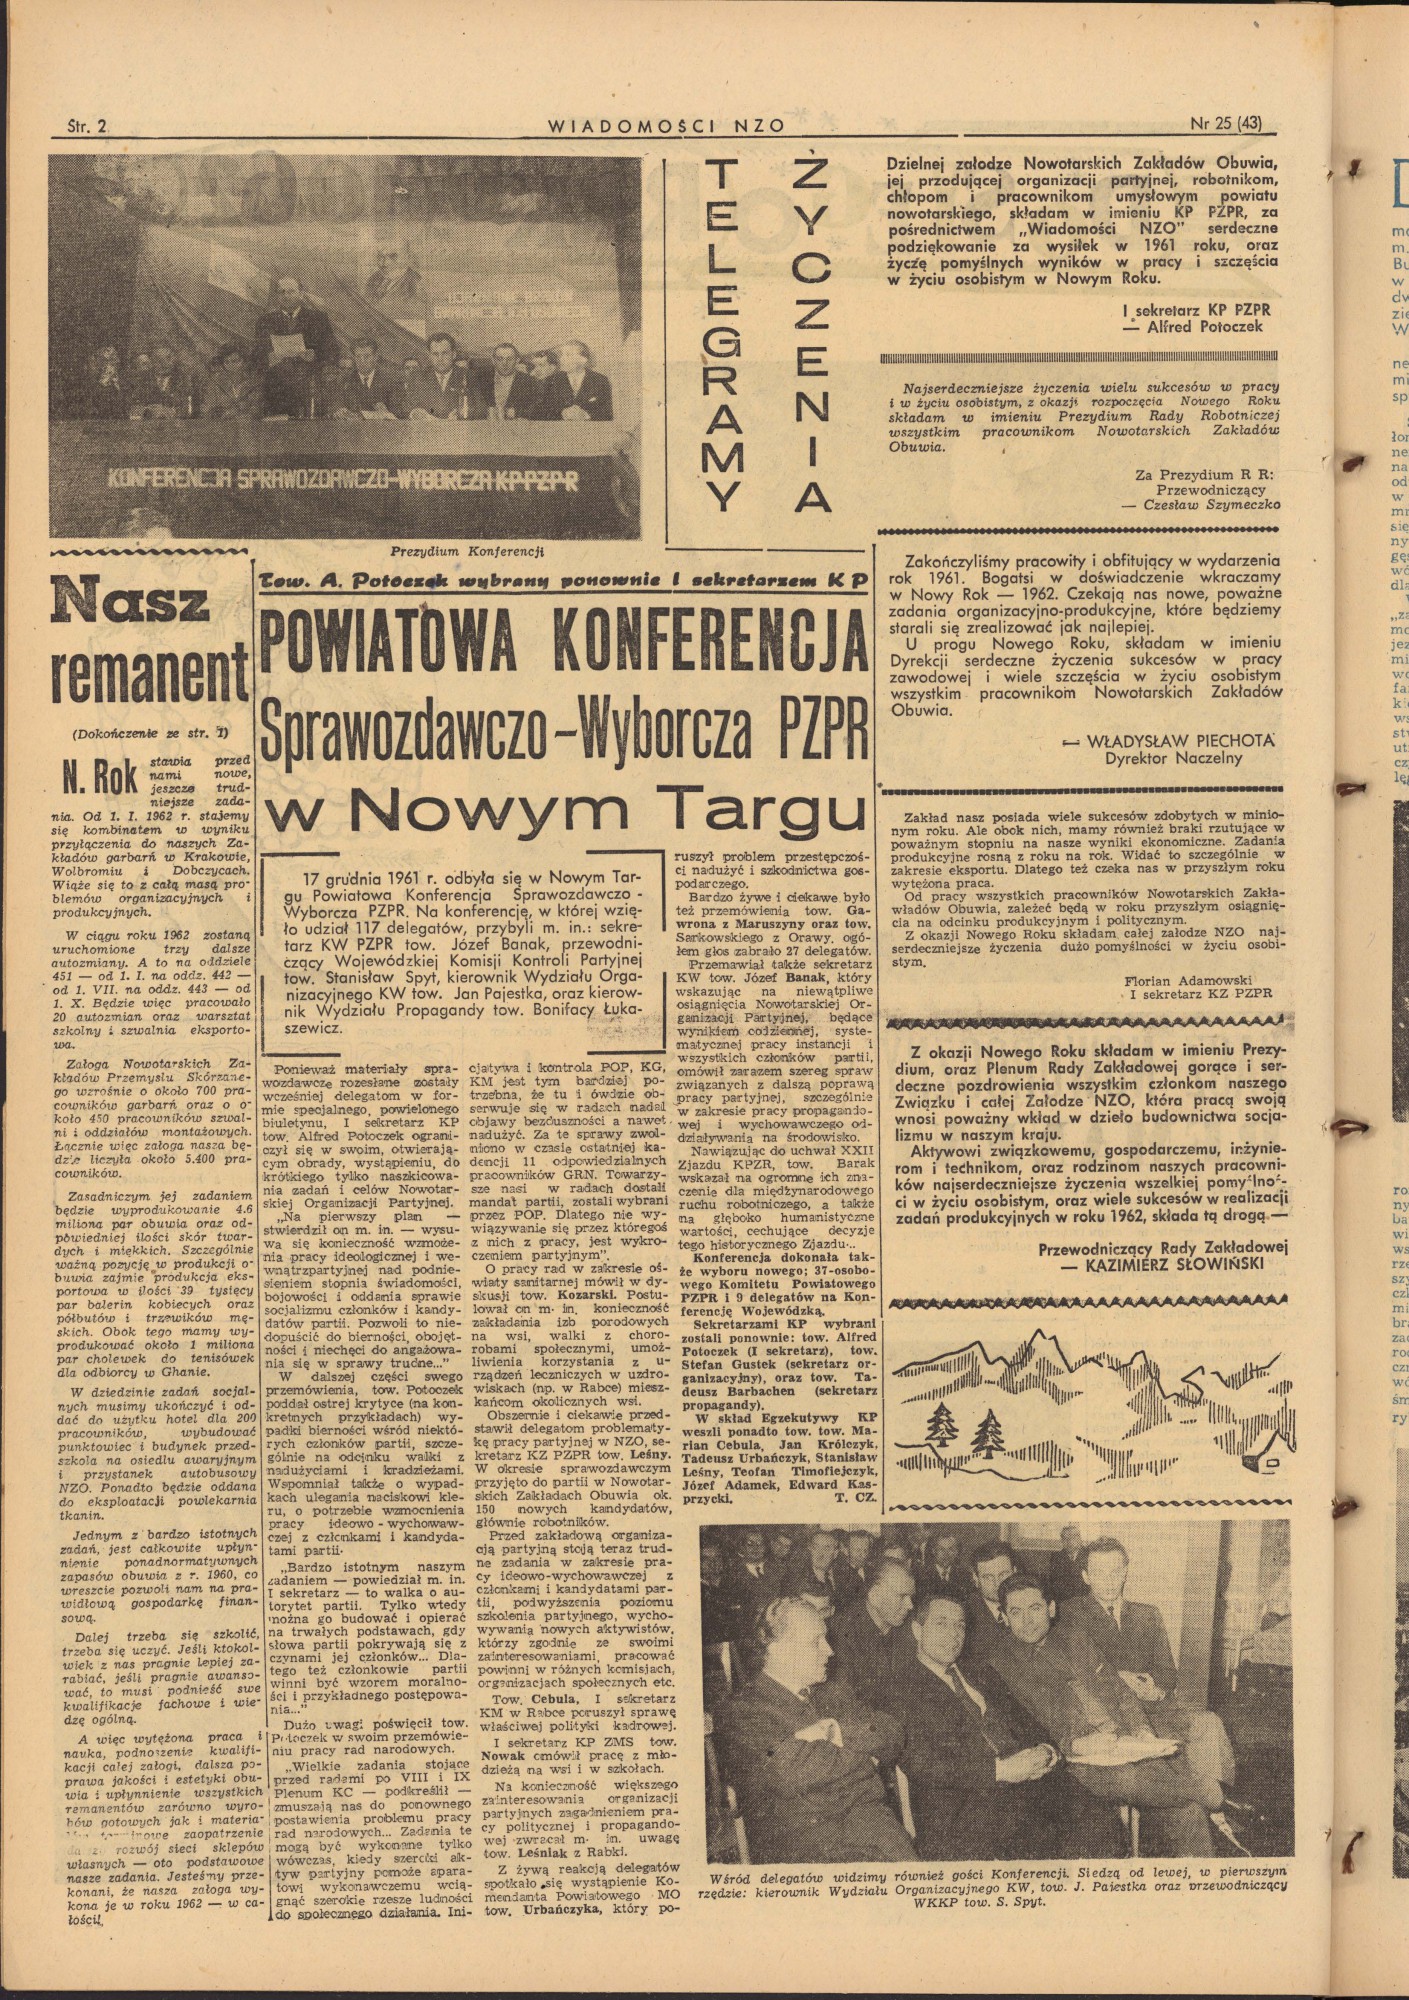 Str. 2
WIADOMOŚCI NZO
Nr 25 (43)
KONFERENCJA SPRAWOZDAWCZO-WYBORCZA KP PZPR
Prezydium Konferencji
TELEGRAMY
ŻYCZENIA
Dzielnej załodze Nowotarskich Zakładów Obuwia,
jej przodującej organizacji partyjnej, robotnikom,
chłopom i pracownikom umysłowym powiatu
nowotarskiego, składam w imieniu KP PZPR, za
pośrednictwem „Wiadomości NZO” serdeczne
podziękowanie za wysiłek w 1961 roku, oraz
życzę pomyślnych wyników w pracy i szczęścia
w życiu osobistym w Nowym Roku.
I sekretarz KP PZPR
— Alfred Potoczek
Najserdeczniejsze życzenia wielu sukcesów w pracy
i w życiu osobistym, z okazji rozpoczęcia Nowego Roku
składam w imieniu Prezydium Rady Robotniczej
wszystkim pracownikom Nowotarskich Zakładów
Obuwia.
Za Prezydium R R:
Przewodniczący
— Czesław Szymeczko
Zakończyliśmy pracowity i obfitujący w wydarzenia
rok 1961. Bogatsi w doświadczenie wkraczamy
w Nowy Rok — 1962. Czekają nas nowe, poważne
zadania organizacyjno-produkcyjne, które będziemy
starali się zrealizować jak najlepiej.
U progu Nowego Roku, składam w imieniu
Dyrekcji serdeczne życzenia sukcesów w pracy
zawodowej i wiele szczęścia w życiu osobistym
wszystkim pracownikom Nowotarskich Zakładów
Obuwia.
— WŁADYSŁAW PIECHOTA
Dyrektor Naczelny
Zakład nasz posiada wiele sukcesów zdobytych w minio-
nym roku. Ale obok nich, mamy również braki rzutujące w
poważnym stopniu na nasze wyniki ekonomiczne. Zadania
produkcyjne rosną z roku na rok. Widać to szczególnie w
zakresie eksportu. Dlatego też czeka nas w przyszłym roku
wytężona praca.
Od pracy wszystkich pracowników Nowotarskich Zakła-
władów Obuwia, zależeć będą w roku przyszłym osiągnię-
cia na odcinku produkcyjnym i politycznym.
Z okazji Nowego Roku składam całej załodze NZO naj-
serdeczniejsze życzenia dużo pomyślności w życiu osobi-
stym.
Florian Adamowski
I sekretarz KZ PZPR
Z okazji Nowego Roku składam w imieniu Prezy-
dium, oraz Plenum Rady Zakładowej gorące i ser-
deczne pozdrowienia wszystkim członkom naszego
Związku i całej Załodze NZO, która pracą swoją
wnosi poważny wkład w dzieło budownictwa socja-
lizmu w naszym kraju.
Aktywowi związkowemu, gospodarczemu, inżynie-
rom i technikom, oraz rodzinom naszych pracowni-
ków najserdeczniejsze życzenia wszelkiej pomyślnoś-
ci w życiu osobistym, oraz wiele sukcesów w realizacji
zadań produkcyjnych w roku 1962, składa tą drogą —
Przewodniczący Rady Zakładowej
— KAZIMIERZ SŁOWIŃSKI
Nasz
remanent
(Dokończenie ze str. 1)
N. Rok stawia przed
nami nowe,
jeszcze trud-
niejsze zada-
nia. Od 1. I. 1962 r. stajemy
się kombinatem w wyniku
przyłączenia do naszych Za-
kładów garbarń w Krakowie,
Wolbromiu i Dobczycach.
Wiąże się to z całą masą pro-
blemów organizacyjnych i
produkcyjnych.
W ciągu roku 1962 zostaną
uruchomione trzy dalsze
autozmiany. A to na oddziele
451 — od 1. I. na oddz. 442 —
od 1. VII. na oddz. 443 — od
1. X. Będzie więc pracowało
20 autozmian oraz warsztat
szkolny i szwalnia eksporto-
wa.
Załoga Nowotarskich Za-
kładów Przemysłu Skórzane-
go wzrośnie o około 700 pra-
cowników garbarń oraz o o-
koło 450 pracowników szwal-
ni i oddziałów montażowych.
Łącznie więc załoga nasza bę-
dzie liczyła około 5.400 pra-
cowników.
Zasadniczym jej zadaniem
będzie wyprodukowanie 4.6
miliona par obuwia oraz od-
powiedniej ilości skór twar-
dych i miękkich. Szczególnie
ważną pozycję w produkcji o-
buwia zajmie produkcja eks-
portowa w ilości 39 tysięcy
par balerin kobiecych oraz
półbutów i trzewików mę-
skich. Obok tego mamy wy-
produkować około 1 miliona
par cholewek do tenisówek
dla odbiorcy w Ghanie.
W dziedzinie zadań socjal-
nych musimy ukończyć i od-
dać do użytku hotel dla 200
pracowników, wybudować
punktowiec i budynek przed-
szkola na osiedlu awaryjnym
i przystanek autobusowy
NZO. Ponadto będzie oddana
do eksploatacji powlekarnia
tkanin.
Jednym z bardzo istotnych
zadań, jest całkowite upłyn-
nienie ponadnormatywnych
zapasów obuwia z r. 1960, co
wreszcie pozwoli nam na pra-
widłową gospodarkę finan-
sową.
Dalej trzeba się szkolić,
trzeba się uczyć. Jeśli ktokol-
wiek z nas pragnie lepiej za-
rabiać, jeśli pragnie awanso-
wać, to musi podnieść swe
kwalifikacje fachowe i wie-
dzę ogólną.
A więc wytężona praca i
nauka, podnoszenie kwalifi-
kacji całej załogi, dalsza po-
prawa jakości i estetyki obu-
wia i upłynnienie wszystkich
remanentów zarówno wyro-
bów gotowych jak i materia-
zaopatrzenie
rozwój sieci sklepów
własnych — oto podstawowe
nasze zadania. Jesteśmy prze-
konani, że nasza załoga wy-
kona je w roku 1962 — w ca-
łości!
Tow. A. Potoczek wybrany ponownie I sekretarzem KP
POWIATOWA KONFERENCJA
Sprawozdawczo-Wyborcza PZPR
w Nowym Targu
17 grudnia 1961 r. odbyła się w Nowym Tar-
gu Powiatowa Konferencja Sprawozdawczo -
Wyborcza PZPR. Na konferencję, w której wzię-
ło udział 117 delegatów, przybyli m. in.: sekre-
tarz KW PZPR tow. Józef Banak, przewodni-
czący Wojewódzkiej Komisji Kontroli Partyjnej
tow. Stanisław Spyt, kierownik Wydziału Orga-
nizacyjnego KW tow. Jan Pajestka, oraz kierow-
nik Wydziału Propagandy tow. Bonifacy Łuka-
szewicz.
Ponieważ materiały spra-
wozdawcze rozesłane zostały
wcześniej delegatom w for-
mie specjalnego, powielonego
biuletynu, I sekretarz KP
tow. Alfred Potoczek ograni-
czył się w swoim, otwierają-
cym obrady, wystąpieniu, do
krótkiego tylko naszkicowa-
nia zadań i celów Nowotar-
skiej Organizacji Partyjnej.
„Na pierwszy plan —
stwierdził on m. in. — wysu-
wa się konieczność wzmoże-
nia pracy ideologicznej i we-
wnątrzpartyjnej nad podnie-
sieniem stopnia świadomości,
bojowości i oddania sprawie
socjalizmu członków i kandy-
datów partii. Pozwoli to nie-
dopuścić do bierności, obojęt-
ności i niechęci do angażowa-
nia się w sprawy trudne...”
W dalszej części swego
przemówienia, tow. Potoczek
poddał ostrej krytyce (na kon-
kretnych przykładach) wy-
padki bierności wśród niektó-
rych członków partii, szcze-
gólnie na odcinku walki z
nadużyciami i kradzieżami.
Wspomniał także o wypad-
kach ulegania naciskowi kle-
ru, o potrzebie wzmocnienia
pracy ideowo - wychowaw-
czej z członkami i kandyda-
tami partii.
„Bardzo istotnym naszym
zadaniem — powiedział m. in.
I sekretarz — to walka o au-
torytet partii. Tylko wtedy
można go budować i opierać
na trwałych podstawach, gdy
słowa partii pokrywają się z
czynami jej członków... Dla-
tego też członkowie partii
winni być wzorem moralno-
ści i przykładnego postępowa-
nia...”
Dużo uwagi poświęcił tow.
Potoczek w swoim przemówie-
niu pracy rad narodowych.
„Wielkie zadania stojące
przed radami po VIII i IX
Plenum KC — podkreślił —
zmuszają nas do ponownego
postawienia problemu pracy
rad narodowych... Zadania te
mogą być wykonane tylko
wówczas, kiedy szeroki ak-
tyw partyjny pomoże apara-
towi wykonawczemu wcią-
gnąć szerokie rzesze ludności
do społecznego działania. Ini-
cjatywa i kontrola POP, KG,
KM jest tym bardziej po-
trzebna, że tu i ówdzie ob-
serwuje się w radach nadal
objawy bezduszności a nawet
nadużyć. Za te sprawy zwol-
niono w czasie ostatniej ka-
dencji 11 odpowiedzialnych
pracowników GRN. Towarzy-
sze nasi w radach dostali
mandat partii, zostali wybrani
przez POP. Dlatego nie wy-
wiązywanie się przez któregoś
z nich z pracy, jest wykro-
czeniem partyjnym”.
O pracy rad w zakresie oś-
wiaty sanitarnej mówił w dy-
skusji tow. Kozarski. Postu-
lował on m. in. konieczność
zakładania izb porodowych
na wsi, walki z choro-
bami społecznymi, umoż-
liwienia korzystania z u-
rządzeń leczniczych w uzdro-
wiskach (np. w Rabce) miesz-
kańcom okolicznych wsi.
Obszernie i ciekawie przed-
stawił delegatom problematy-
kę pracy partyjnej w NZO, se-
kretarz KZ PZPR tow. Leśny.
W okresie sprawozdawczym
przyjęto do partii w Nowotar-
skich Zakładach Obuwia ok.
150 nowych kandydatów,
głównie robotników.
Przed zakładową organiza-
cją partyjną stoją teraz trud-
ne zadania w zakresie pra-
cy ideowo-wychowawczej z
członkami i kandydatami par-
tii, podwyższenia poziomu
szkolenia partyjnego, wycho-
wywania nowych aktywistów,
którzy zgodnie ze swoimi
zainteresowaniami, pracować
powinni w różnych komisjach,
organizacjach społecznych etc.
Tow. Cebula, I sekretarz
KM w Rabce poruszył sprawę
właściwej polityki kadrowej.
I sekretarz KP ZMS tow.
Nowak omówił pracę z mło-
dzieżą na wsi i w szkołach.
Na konieczność większego
zainteresowania organizacji
partyjnych zagadnieniem pra-
cy politycznej i propagando-
wej zwracał m. in. uwagę
tow. Leśniak z Rabki.
Z żywą reakcją delegatów
spotkało się wystąpienie Ko-
mendanta Powiatowego MO
tow. Urbańczyka, który po-
ruszył problem przestępczoś-
ci nadużyć i szkodnictwa gos-
podarczego.
Bardzo żywe i ciekawe było
też przemówienia tow. Ga-
wrona z Maruszyny oraz tow.
Sarkowskiego z Orawy, ogó-
łem głos zabrało 27 delegatów.
Przemawiał także sekretarz
KW tow. Józef Banak, który
wskazując na niewątpliwe
osiągnięcia Nowotarskiej Or-
ganizacji Partyjnej, będące
wynikiem codziennej, syste-
matycznej pracy instancji i
wszystkich członków partii,
omówił zarazem szereg spraw
związanych z dalszą poprawą
pracy partyjnej, szczególnie
w zakresie pracy propagando-
wej i wychowawczego od-
działywania na środowisko.
Nawiązując do uchwał XXII
Zjazdu KPZR, tow. Barak
wskazał na ogromne ich zna-
czenie dla międzynarodowego
ruchu robotniczego, a także
na głęboko humanistyczne
wartości, cechujące decyzje
tego historycznego Zjazdu...
Konferencja dokonała tak-
że wyboru nowego; 37-osobo-
wego Komitetu Powiatowego
PZPR i 9 delegatów na Kon-
ferencję Wojewódzką.
Sekretarzami KP wybrani
zostali ponownie: tow. Alfred
Potoczek (I sekretarz), tow.
Stefan Gustek (sekretarz or-
ganizacyjny), oraz tow. Ta-
deusz Barbachen (sekretarz
propagandy).
W skład Egzekutywy KP
weszli ponadto tow. tow. Ma-
rian Cebula, Jan Królczyk,
Tadeusz Urbańczyk, Stanisław
Leśny, Teofan Timofiejczyk,
Józef Adamek, Edward Kas-
przycki. T. CZ.
Wśród delegatów widzimy również gości Konferencji. Siedzą od lewej, w pierwszym
rzędzie: kierownik Wydziału Organizacyjnego KW, tow. J. Pajestka oraz przewodniczący
WKKP tow. S. Spyt.